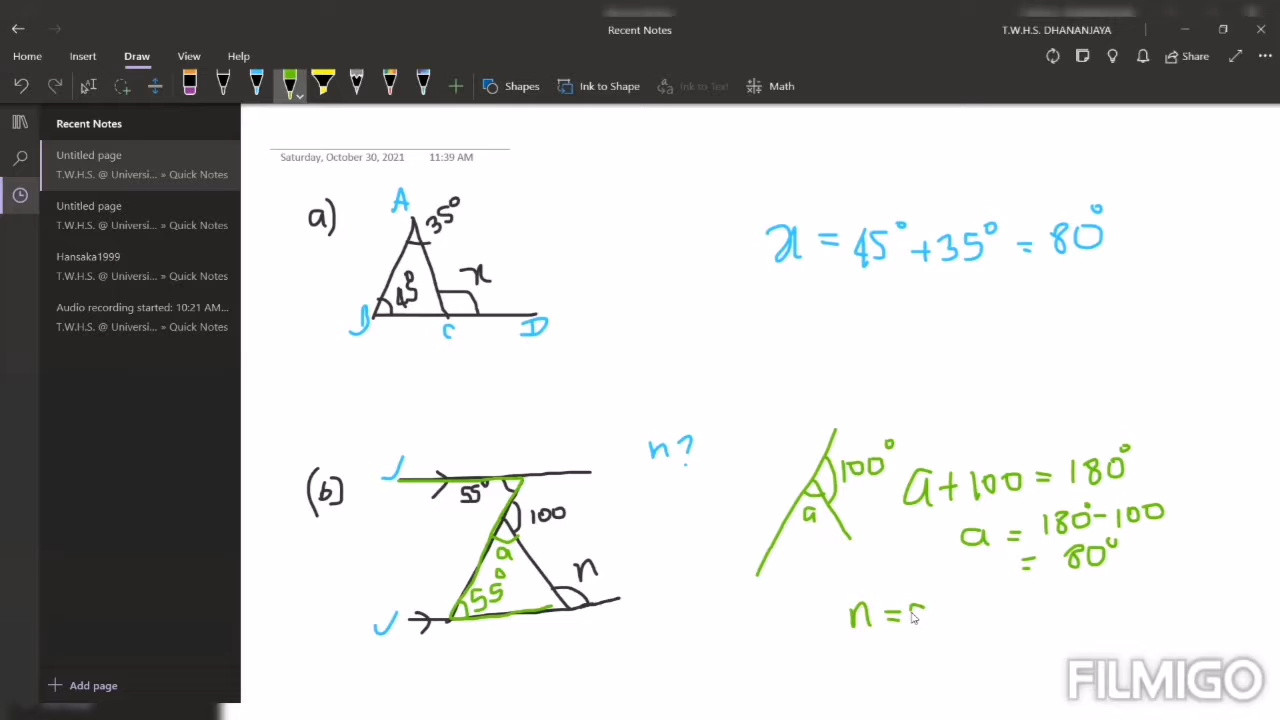 Recent Notes
T.W.H.S. DHANANJAYA
Home Insert Draw View Help
Share
Shapes Ink to Shape Ink to Text Math
Recent Notes
Untitled page
T.W.H.S. @ Universi... » Quick Notes
Untitled page
T.W.H.S. @ Universi... » Quick Notes
Hansaka1999
T.W.H.S. @ Universi... » Quick Notes
Audio recording started: 10:21 AM...
T.W.H.S. @ Universi... » Quick Notes
Add page
Saturday, October 30, 2021 11:39 AM
a)
A
35°
45
x
B
C
D
x = 45° + 35° = 80°
(b)
n?
55°
100
a
n
55°
100°
a
a + 100 = 180°
a = 180° - 100
= 80°
n =
FILMIGO